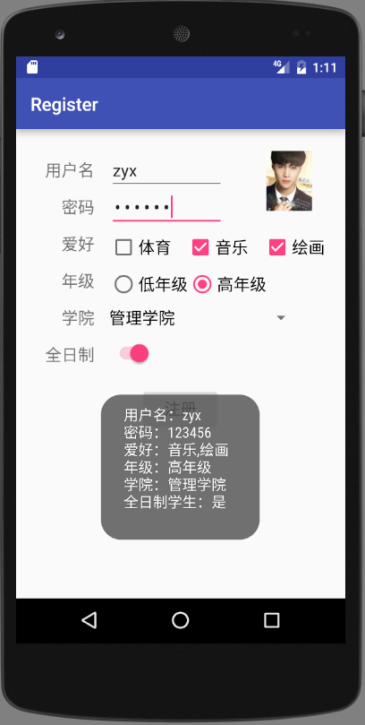 4G 1:11
Register
用户名 zyx
密码 ••••••
爱好 体育 音乐 绘画
年级 低年级 高年级
学院 管理学院
全日制
注册
用户名：zyx
密码：123456
爱好：音乐,绘画
年级：高年级
学院：管理学院
全日制学生：是